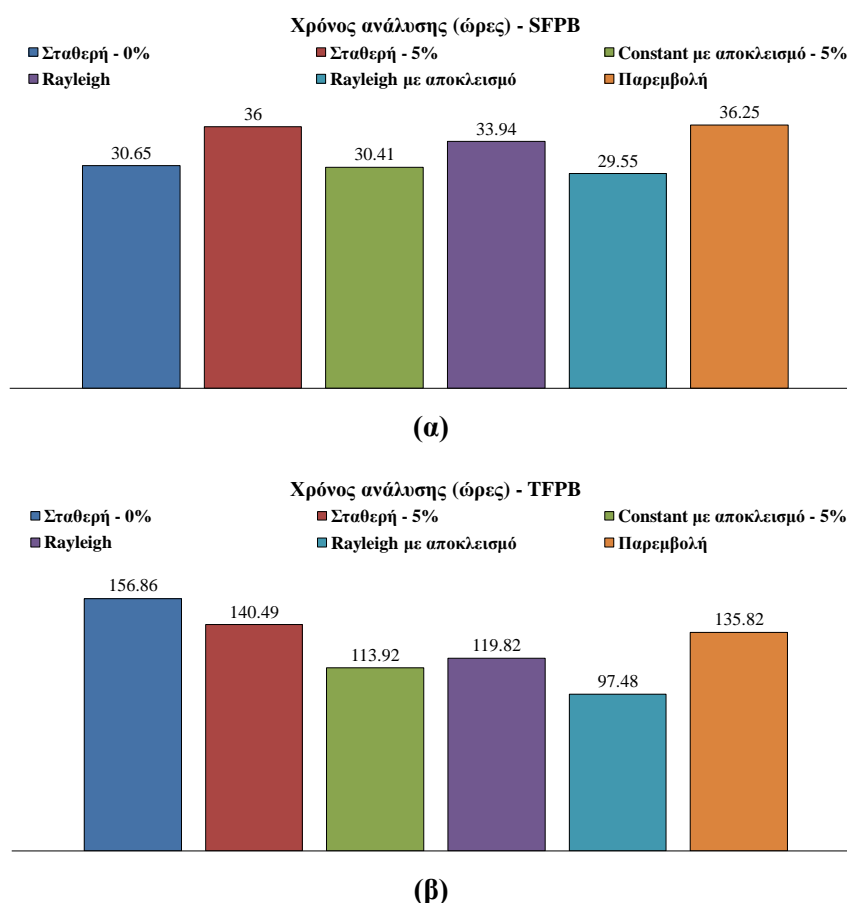 Χρόνος ανάλυσης (ώρες) - SFPB
Σταθερή - 0% Σταθερή - 5% Constant με αποκλεισμό - 5%
Rayleigh Rayleigh με αποκλεισμό Παρεμβολή
30.65 36 30.41 33.94 29.55 36.25
(α)
Χρόνος ανάλυσης (ώρες) - TFPB
Σταθερή - 0% Σταθερή - 5% Constant με αποκλεισμό - 5%
Rayleigh Rayleigh με αποκλεισμό Παρεμβολή
156.86 140.49 113.92 119.82 97.48 135.82
(β)